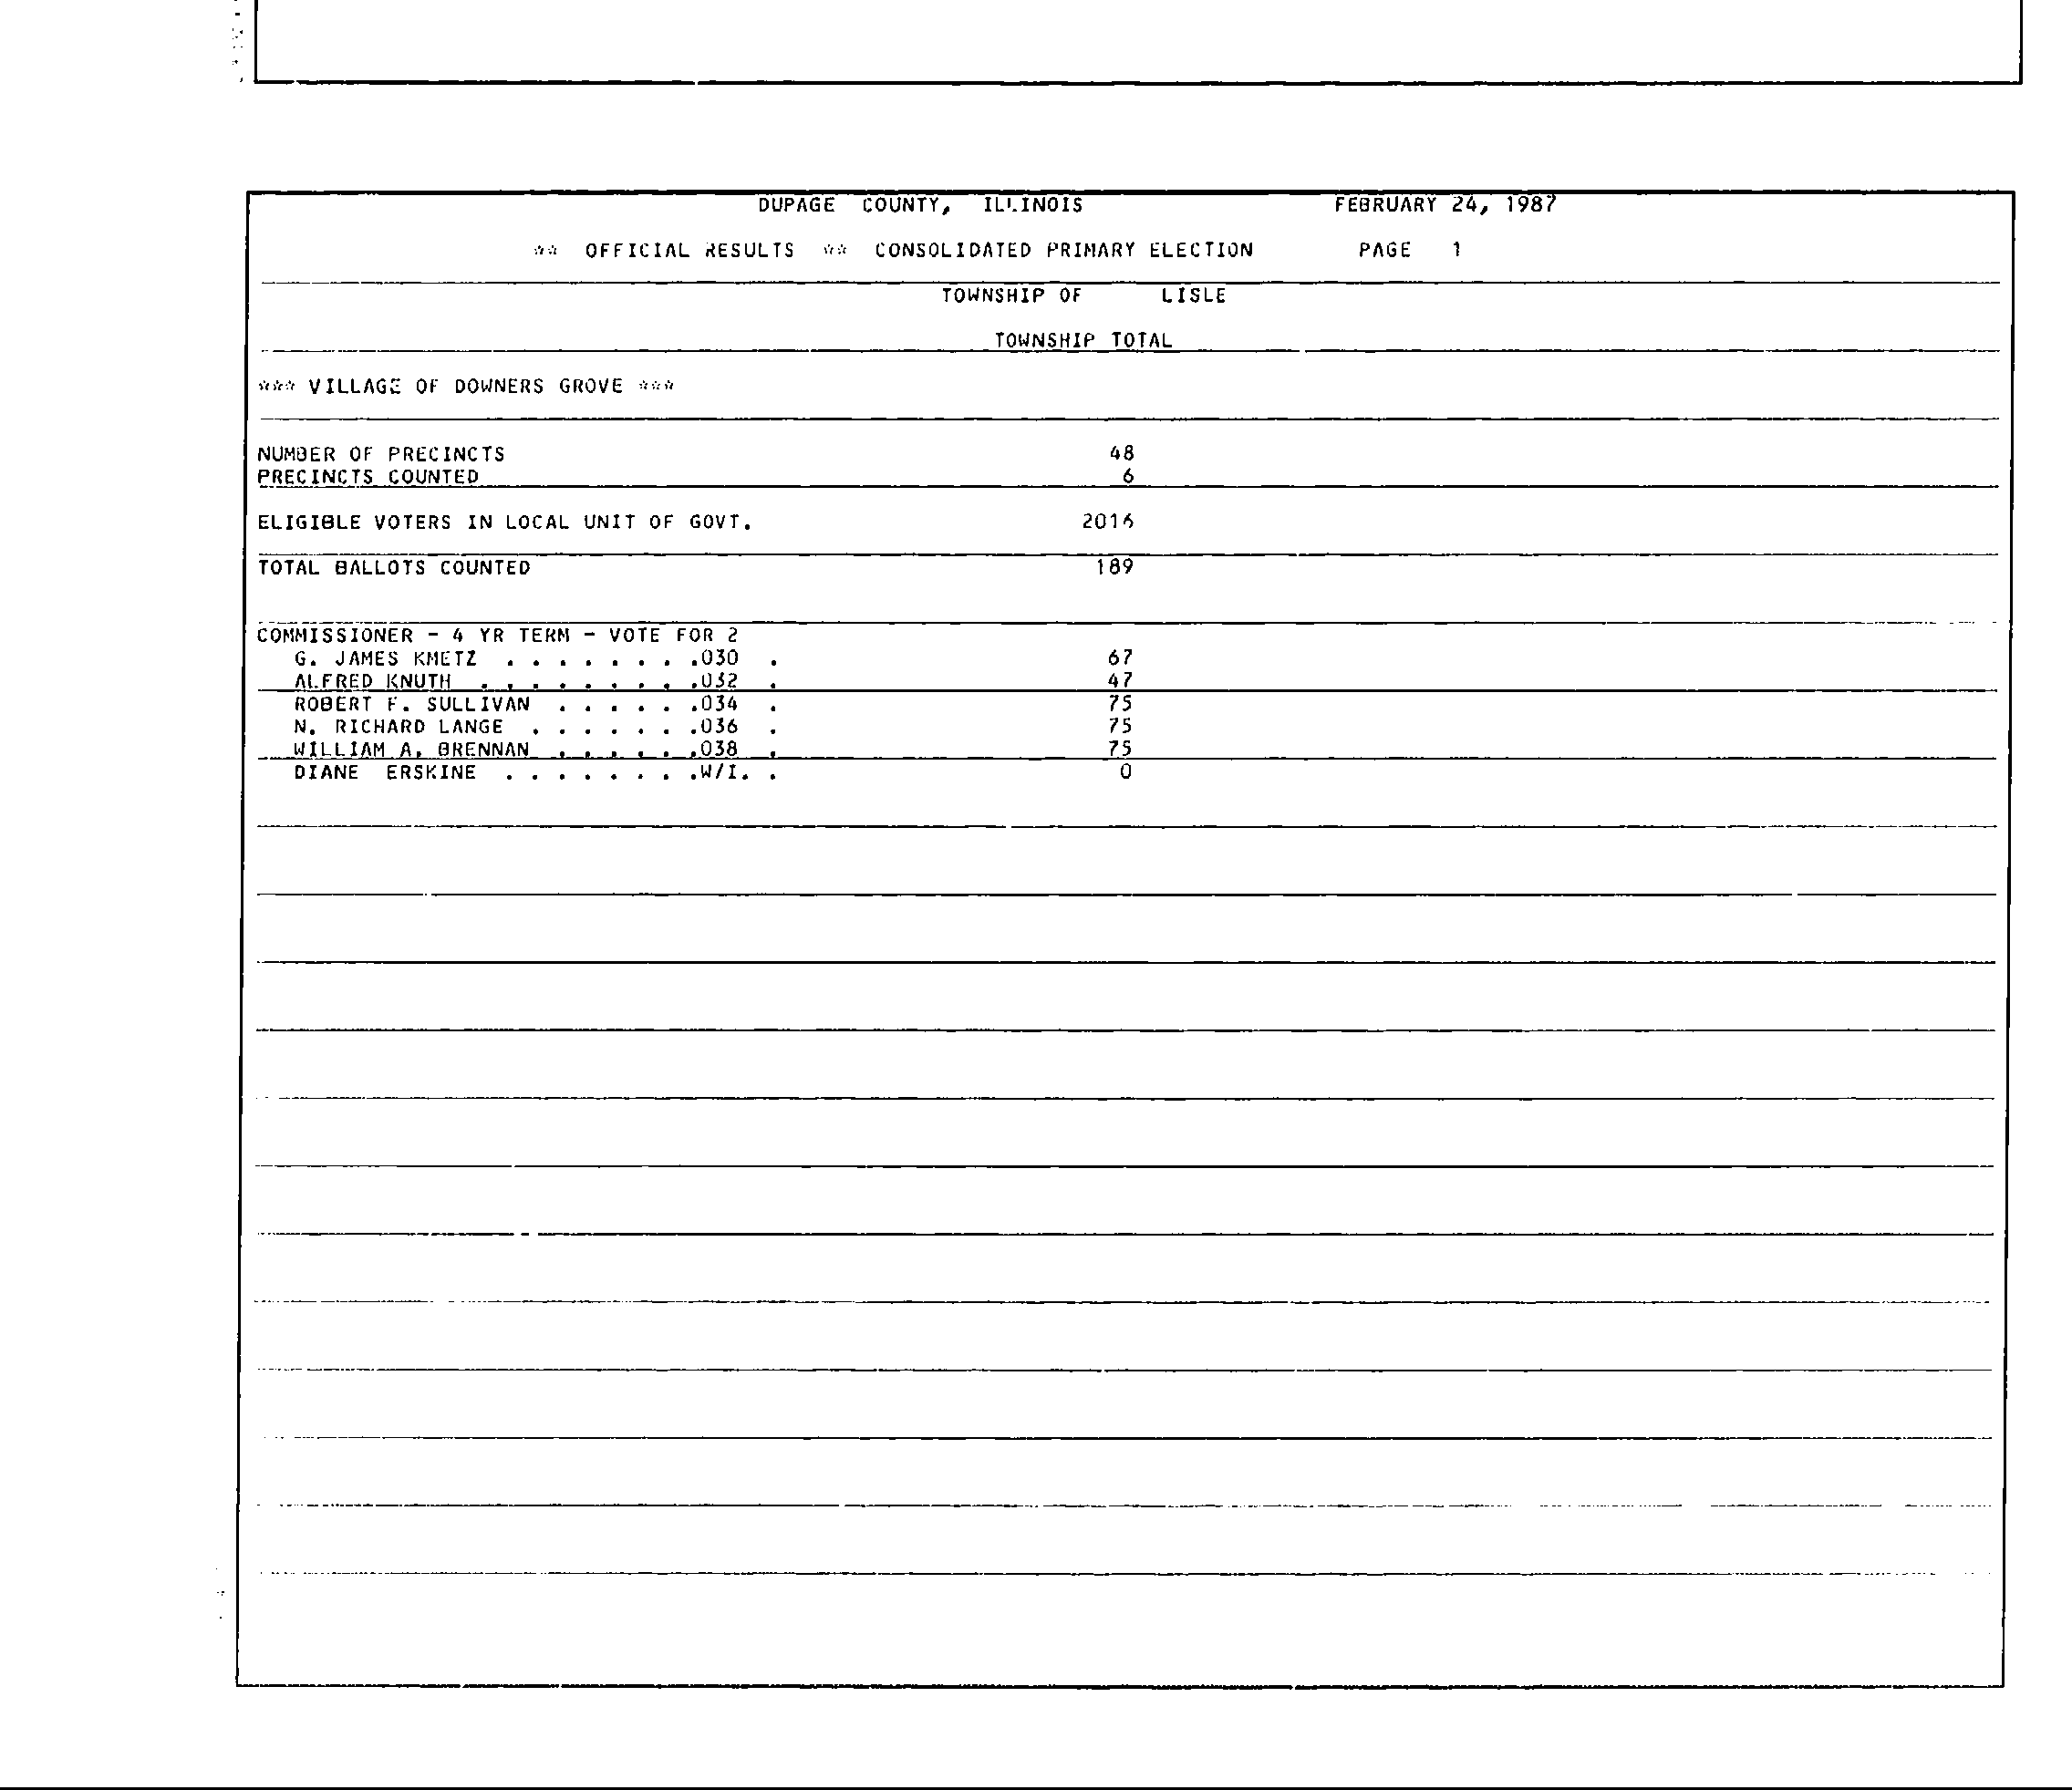 DUPAGE COUNTY, ILLINOIS FEBRUARY 24, 1987
** OFFICIAL RESULTS ** CONSOLIDATED PRIMARY ELECTION PAGE 1
TOWNSHIP OF LISLE
TOWNSHIP TOTAL
*** VILLAGE OF DOWNERS GROVE ***
NUMBER OF PRECINCTS 48
PRECINCTS COUNTED 6
ELIGIBLE VOTERS IN LOCAL UNIT OF GOVT. 2016
TOTAL BALLOTS COUNTED 189
COMMISSIONER - 4 YR TERM - VOTE FOR 2
G. JAMES KMETZ . . . . . . . .030 . 67
ALFRED KNUTH . . . . . . . . .032 . 47
ROBERT F. SULLIVAN . . . . . .034 . 75
N. RICHARD LANGE . . . . . . .036 . 75
WILLIAM A. BRENNAN . . . . . .038 . 75
DIANE ERSKINE . . . . . . . .W/I. . 0